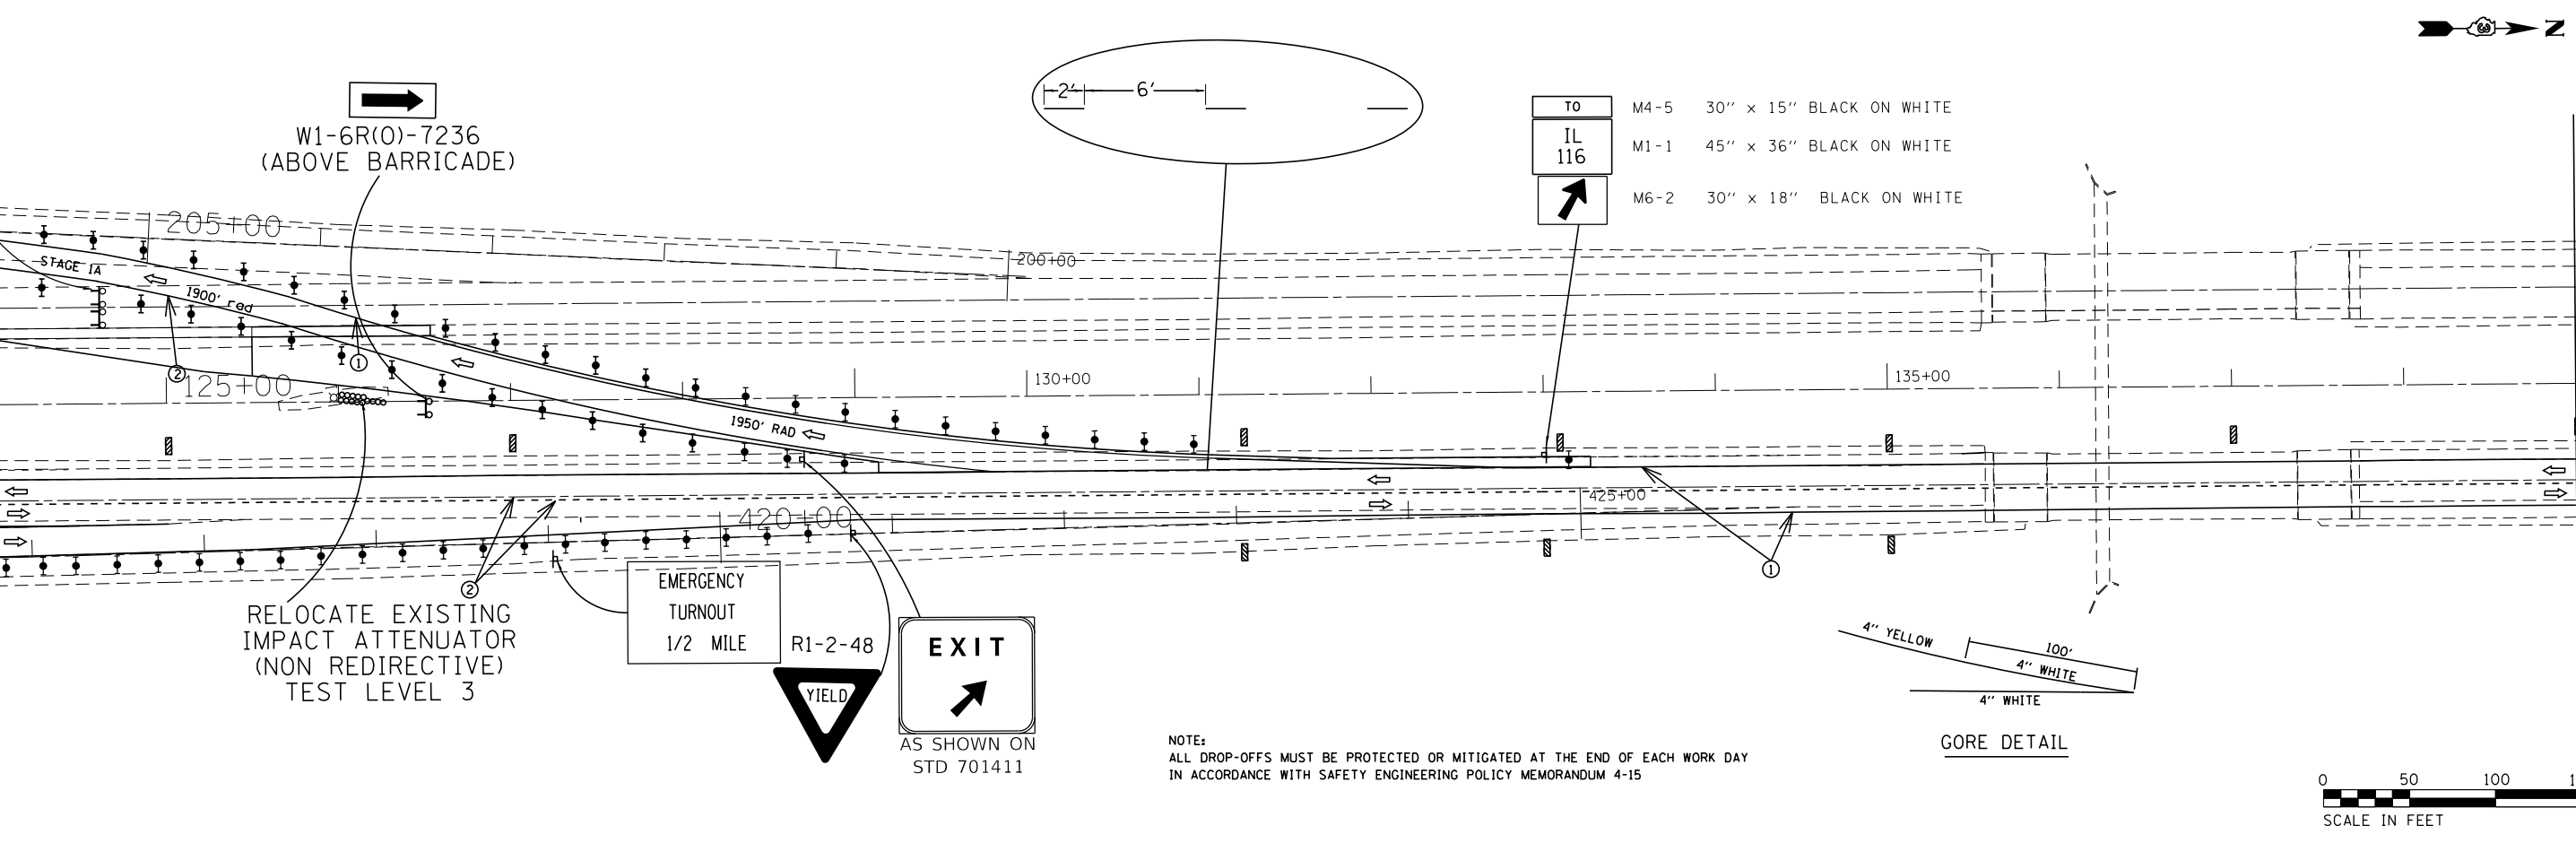 N
W1-6R(O)-7236
(ABOVE BARRICADE)
2' 6'
TO M4-5 30" x 15" BLACK ON WHITE
IL
116
M1-1 45" x 36" BLACK ON WHITE
M6-2 30" x 18" BLACK ON WHITE
205+00
200+00
STAGE IA
1900' rad
1
2
125+00
130+00
135+00
1950' RAD
425+00
420+00
1
2
RELOCATE EXISTING
IMPACT ATTENUATOR
(NON REDIRECTIVE)
TEST LEVEL 3
EMERGENCY
TURNOUT
1/2 MILE
R1-2-48
YIELD
EXIT
AS SHOWN ON
STD 701411
NOTE:
ALL DROP-OFFS MUST BE PROTECTED OR MITIGATED AT THE END OF EACH WORK DAY
IN ACCORDANCE WITH SAFETY ENGINEERING POLICY MEMORANDUM 4-15
4" YELLOW
100'
4" WHITE
4" WHITE
GORE DETAIL
0 50 100 1
SCALE IN FEET